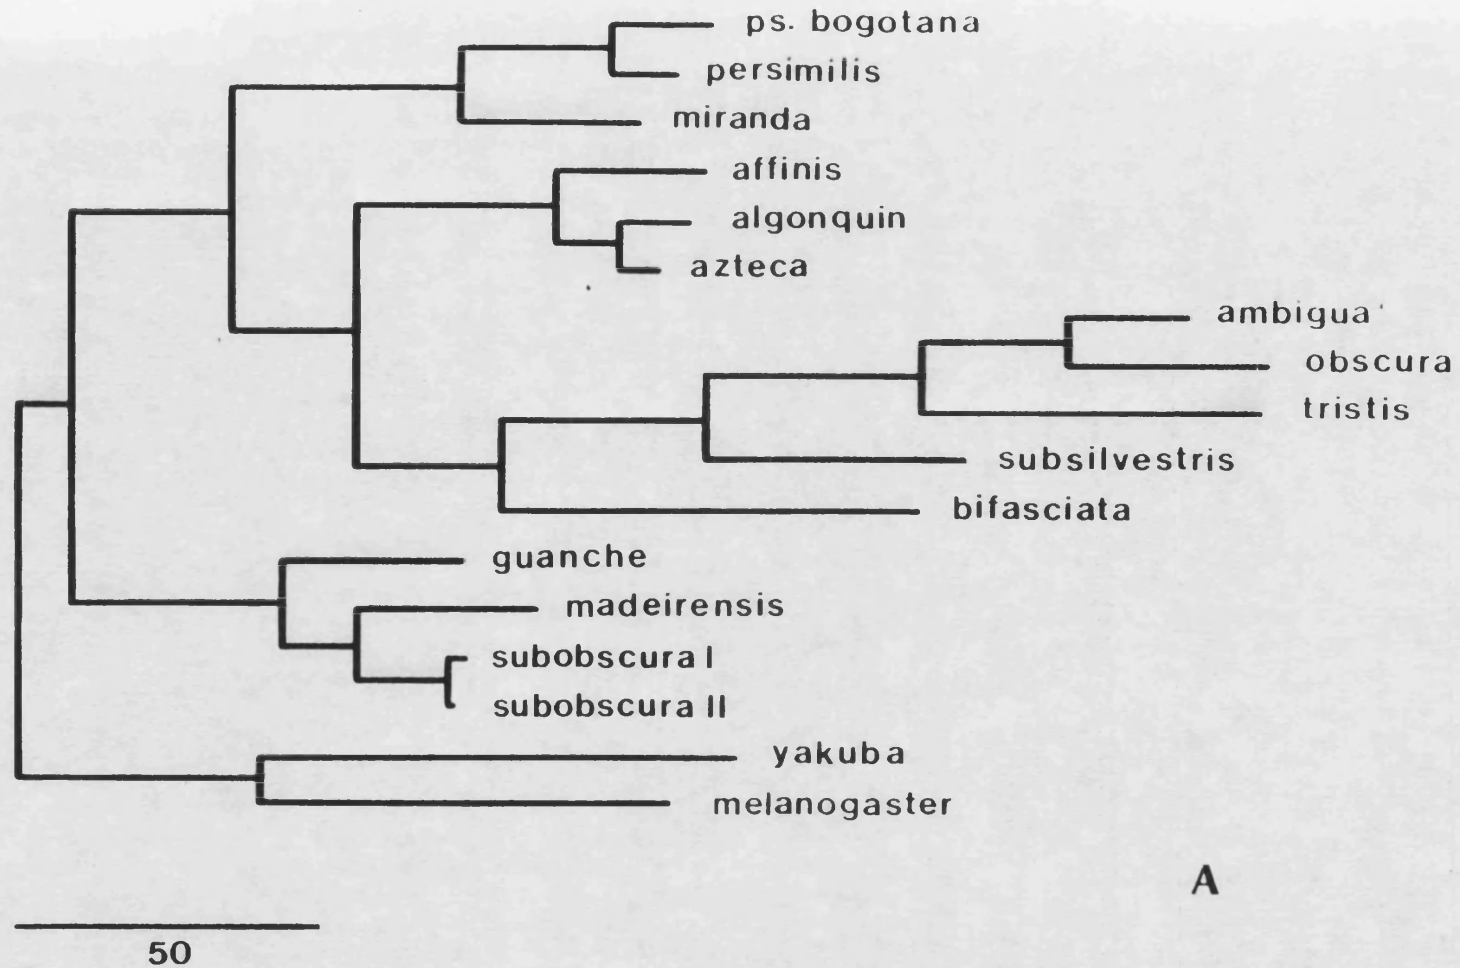 ps. bogotana
persimilis
miranda
affinis
algonquin
azteca
ambigua
obscura
tristis
subsilvestris
bifasciata
guanche
madeirensis
subobscura I
subobscura II
yakuba
melanogaster
A
50